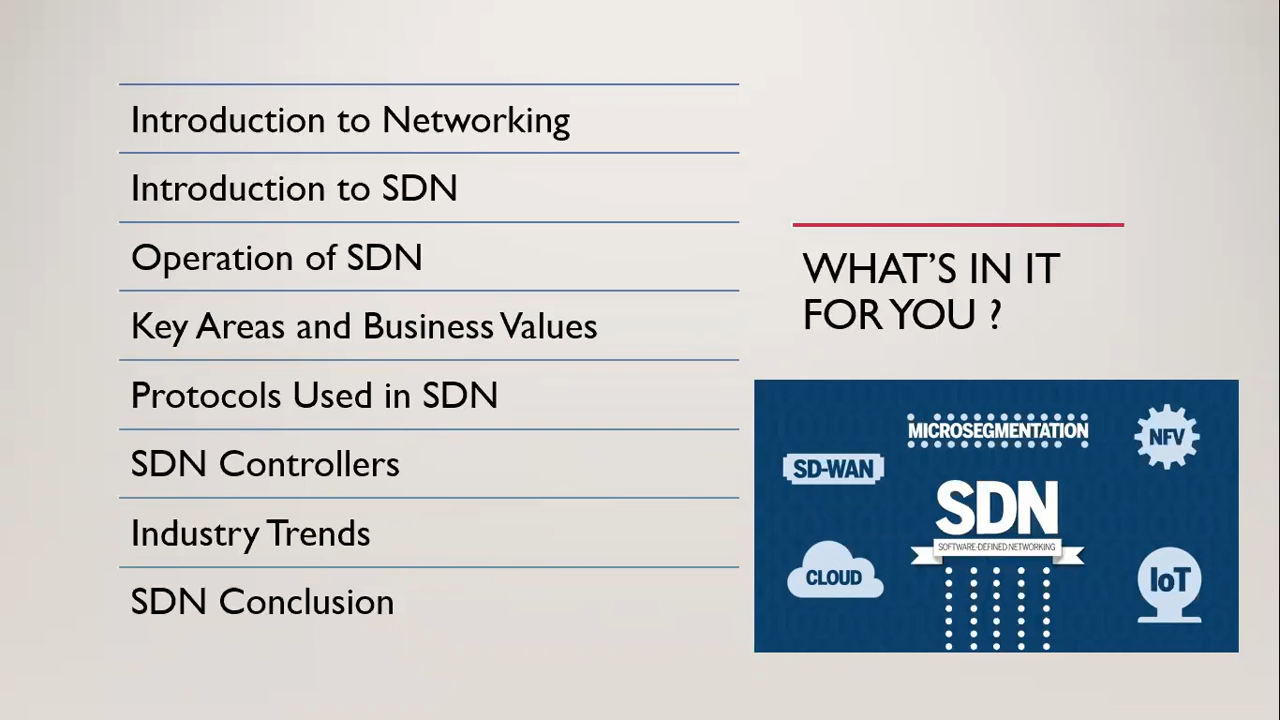 Introduction to Networking
Introduction to SDN
Operation of SDN
Key Areas and Business Values
Protocols Used in SDN
SDN Controllers
Industry Trends
SDN Conclusion
WHAT'S IN IT
FOR YOU ?
MICROSEGMENTATION
NFV
SD-WAN
SDN
SOFTWARE-DEFINED NETWORKING
CLOUD
IoT